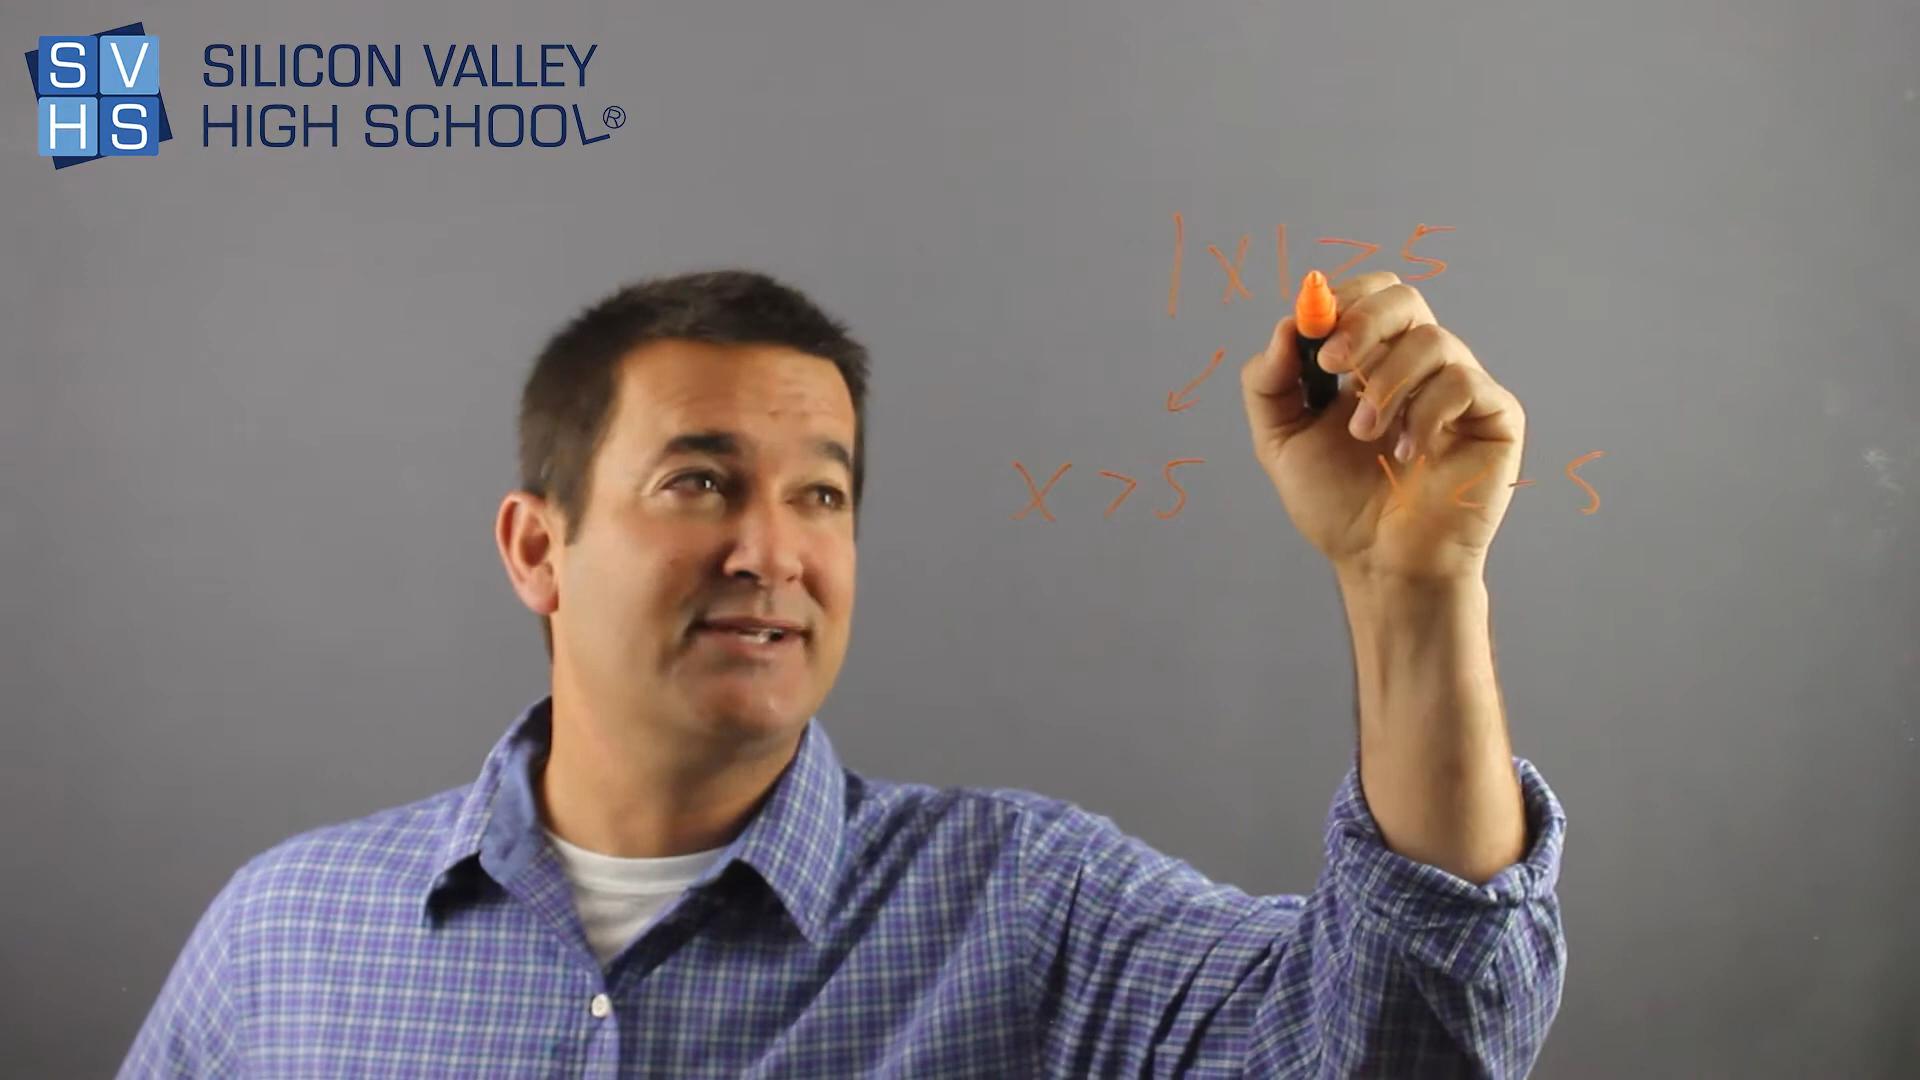 SV
HS
SILICON VALLEY
HIGH SCHOOL®
|x| > 5
x > 5
x < -5